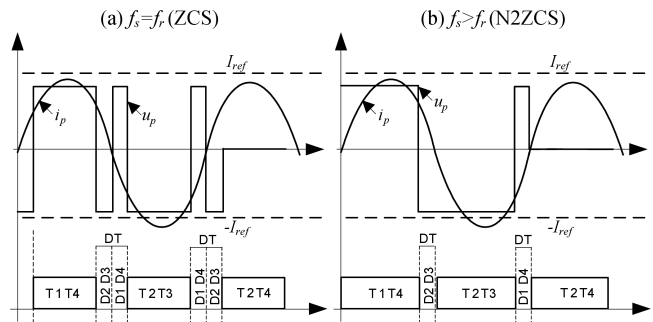 (a) fs=fr (ZCS)
(b) fs>fr (N2ZCS)
Iref
Iref
ip
up
ip
up
-Iref
-Iref
DT
DT
DT
DT
T1T4
D2 D3
D1 D4
T2T3
D1 D4
D2 D3
T2T4
T1T4
D2 D3
T2T3
D1 D4
T2T4